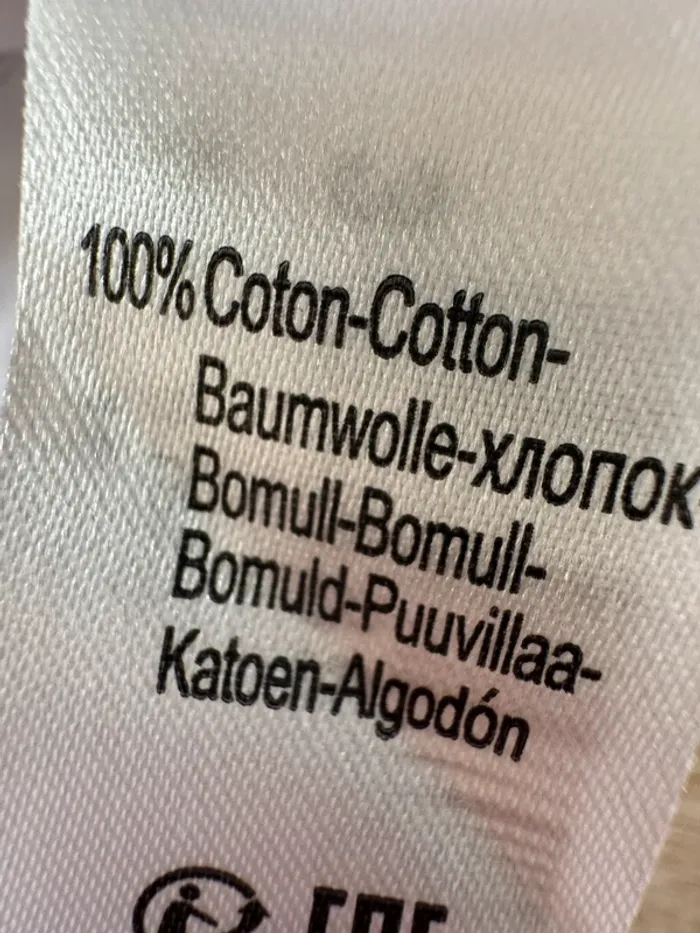 100% Coton-Cotton-
Baumwolle-хлопок
Bomull-Bomull-
Bomuld-Puuvillaa-
Katoen-Algodón